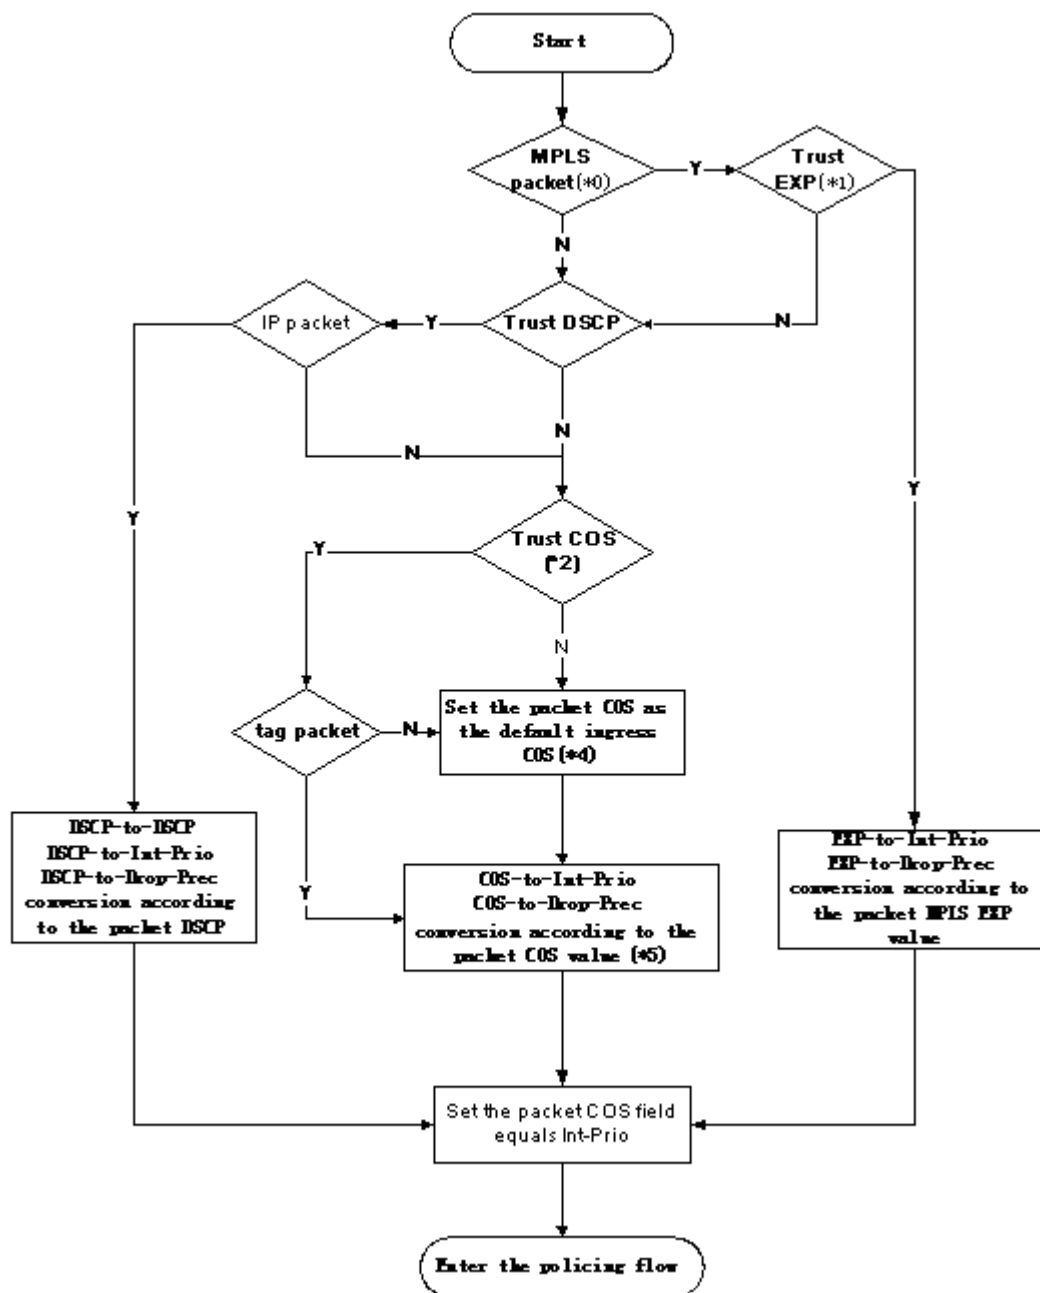 Start
MPLS
packet(*0)
Y
Trust
EXP(*1)
N
IP packet
Y
Trust DSCP
N
N
N
Y
Y
Trust COS
(*2)
Y
N
tag packet
N
Set the packet COS as
the default ingress
COS(*4)
DSCP-to-DSCP
DSCP-to-Int-Prio
DSCP-to-Drop-Prec
conversion according
to the packet DSCP
Y
COS-to-Int-Prio
COS-to-Drop-Prec
conversion according to the
packet COS value (*5)
EXP-to-Int-Prio
EXP-to-Drop-Prec
conversion according to
the packet MPLS EXP
value
Set the packet COS field
equals Int-Prio
Enter the policing flow